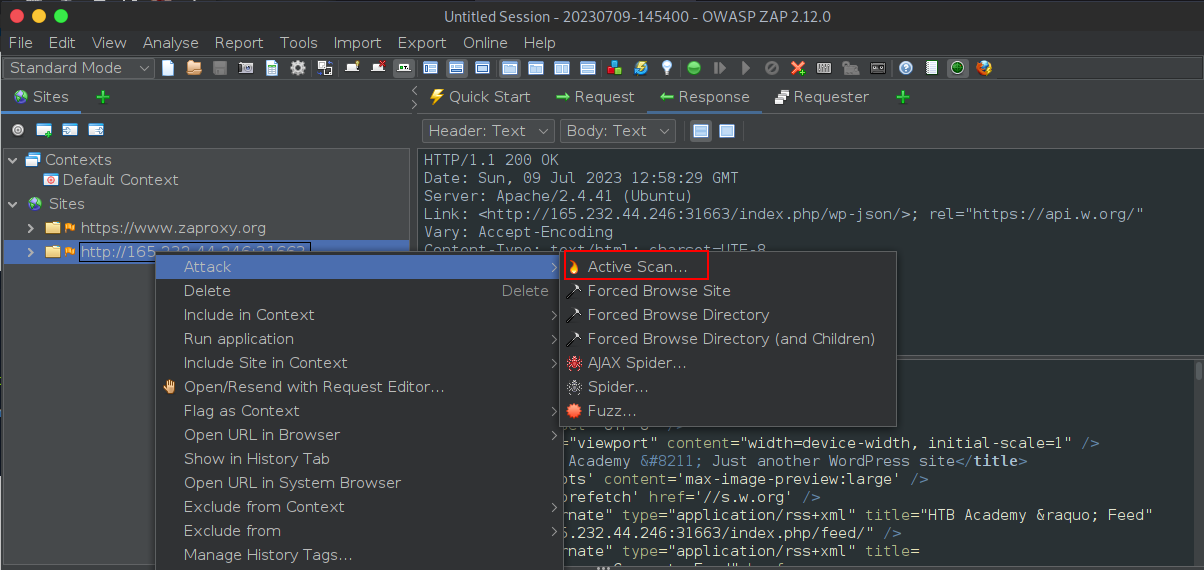 Untitled Session - 20230709-145400 - OWASP ZAP 2.12.0
File Edit View Analyse Report Tools Import Export Online Help
Standard Mode
Sites
Quick Start Request Response Requester
Header: Text Body: Text
Contexts
Default Context
Sites
https://www.zaproxy.org
http://165.232.44.246:31663
HTTP/1.1 200 OK
Date: Sun, 09 Jul 2023 12:58:29 GMT
Server: Apache/2.4.41 (Ubuntu)
Link: <http://165.232.44.246:31663/index.php/wp-json/>; rel="https://api.w.org/"
Vary: Accept-Encoding
Content-Type: text/html; charset=UTF-8
Attack
Delete Delete
Include in Context
Run application
Include Site in Context
Open/Resend with Request Editor...
Flag as Context
Open URL in Browser
Show in History Tab
Open URL in System Browser
Exclude from Context
Exclude from
Manage History Tags...
Active Scan...
Forced Browse Site
Forced Browse Directory
Forced Browse Directory (and Children)
AJAX Spider...
Spider...
Fuzz...
="viewport" content="width=device-width, initial-scale=1" />
Academy &#8211; Just another WordPress site</title>
ots' content='max-image-preview:large' />
prefetch' href='//s.w.org' />
rnate" type="application/rss+xml" title="HTB Academy &raquo; Feed"
5.232.44.246:31663/index.php/feed/" />
rnate" type="application/rss+xml" title=